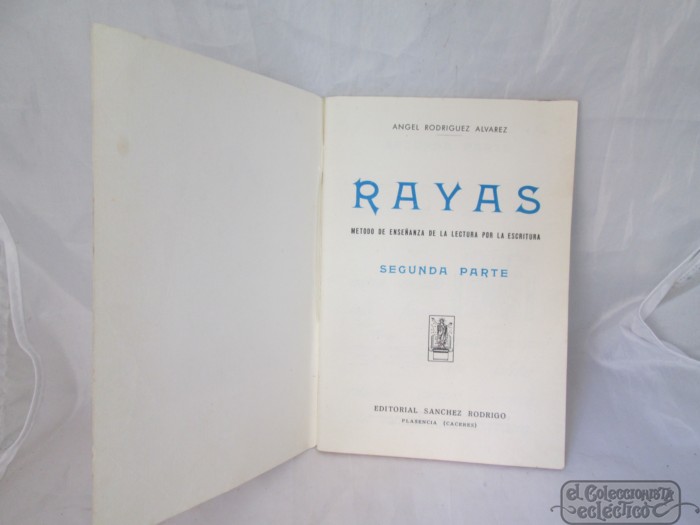 ANGEL RODRIGUEZ ALVAREZ
RAYAS
METODO DE ENSEÑANZA DE LA LECTURA POR LA ESCRITURA
SEGUNDA PARTE
EDITORIAL SANCHEZ RODRIGO
PLASENCIA (CACERES)
el Coleccionista
ecléctico